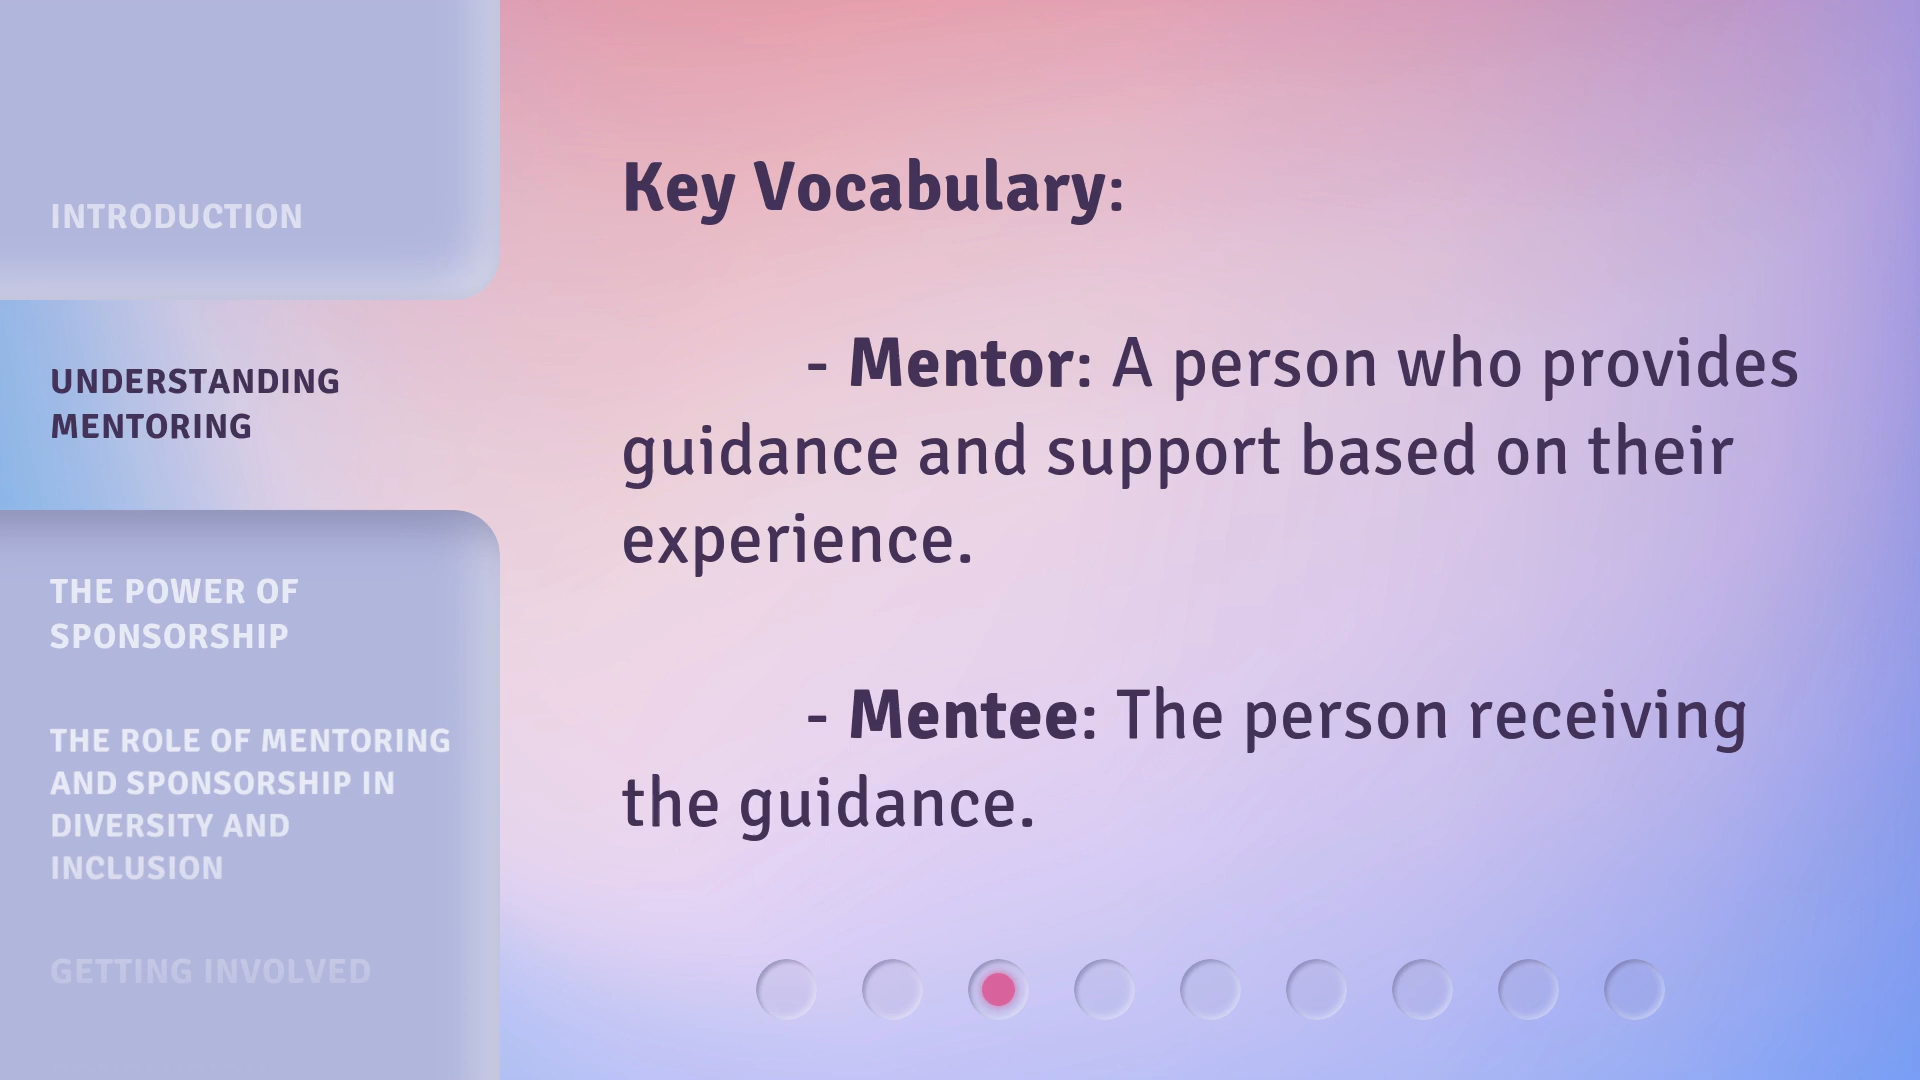 INTRODUCTION
UNDERSTANDING
MENTORING
THE POWER OF
SPONSORSHIP
THE ROLE OF MENTORING
AND SPONSORSHIP IN
DIVERSITY AND
INCLUSION
GETTING INVOLVED
Key Vocabulary:
- Mentor: A person who provides
guidance and support based on their
experience.
- Mentee: The person receiving
the guidance.